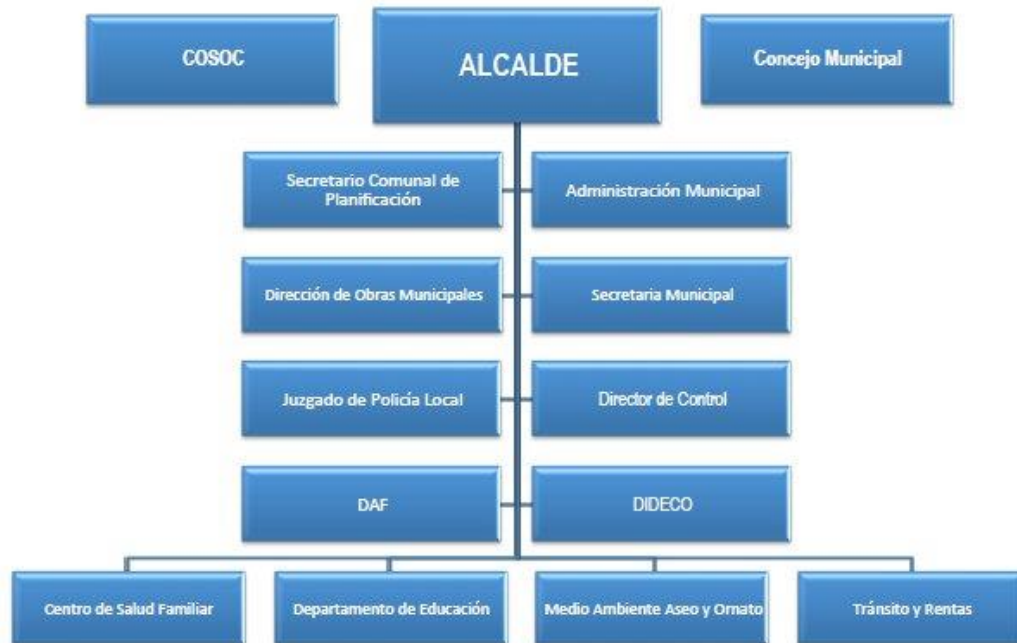 COSOC
ALCALDE
Concejo Municipal
Secretario Comunal de
Planificación
Administración Municipal
Dirección de Obras Municipales
Secretaria Municipal
Juzgado de Policía Local
Director de Control
DAF
DIDECO
Centro de Salud Familiar
Departamento de Educación
Medio Ambiente Aseo y Ornato
Tránsito y Rentas